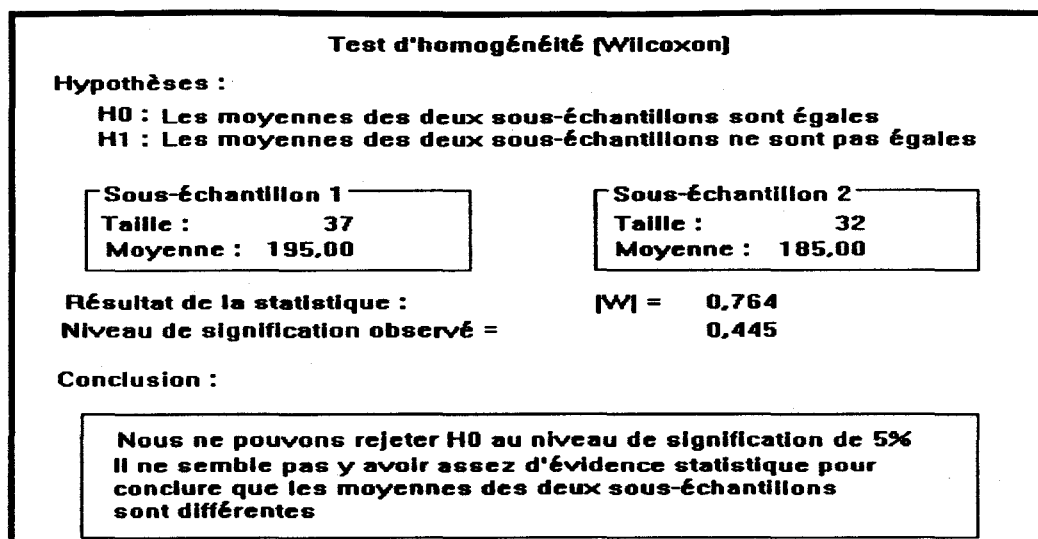 Test d'homogénéité (Wilcoxon)
Hypothèses :
H0 : Les moyennes des deux sous-échantillons sont égales
H1 : Les moyennes des deux sous-échantillons ne sont pas égales
Sous-échantillon 1
Taille : 37
Moyenne : 195,00
Sous-échantillon 2
Taille : 32
Moyenne : 185,00
Résultat de la statistique : |W| = 0,764
Niveau de signification observé = 0,445
Conclusion :
Nous ne pouvons rejeter H0 au niveau de signification de 5%
Il ne semble pas y avoir assez d'évidence statistique pour
conclure que les moyennes des deux sous-échantillons
sont différentes